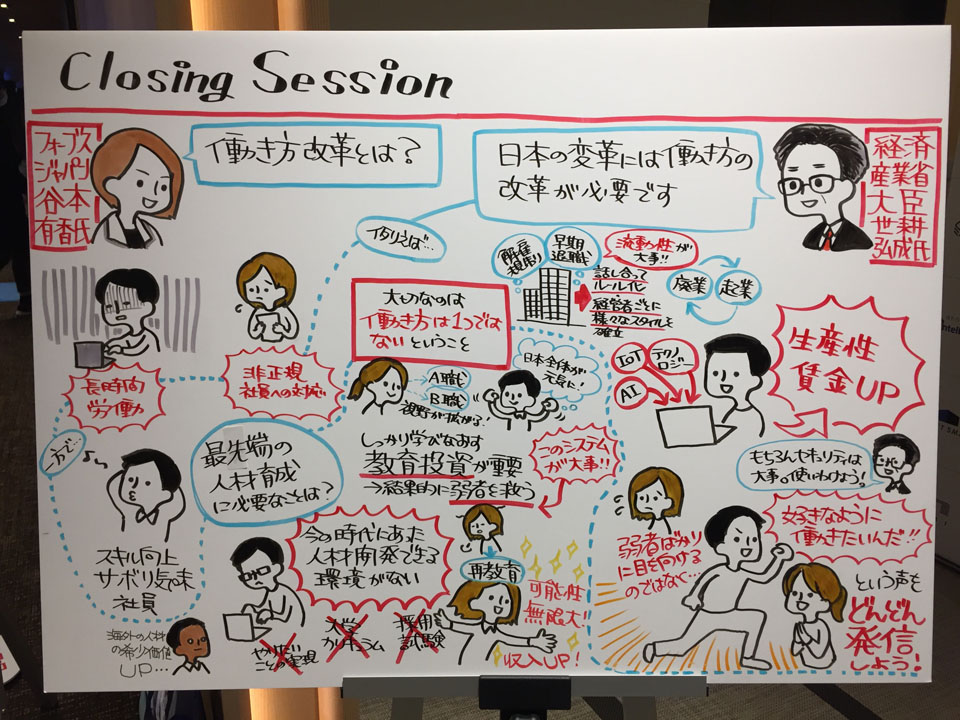 Closing Session
フォーブス
ジャパン
谷本
有香氏
働き方改革とは?
日本の変革には働き方の
改革が必要です
経済
産業省
大臣
世耕
弘成氏
例えば…
解雇
規制
早期
退職
流動性が
大事!!
話し合って
ルール化
経営者ごとに
様々なスタイルを
確立
廃業
起業
大切なのは
働き方は1つでは
ないということ
長時間
労働
非正規
社員への対応
A職
B職
視野が拡がる!
日本全体が
元気に!
IoT
テクノ
ロジー
AI
生産性
賃金UP
一方で…
最先端の
人材育成
に必要なことは?
しっかり学びなおす
教育投資が重要
→結果的に弱者を救う
このシステム
が大事!!
もちろんセキュリティは
大事。使いわけよう!
スキル向上
サボり気味
社員
今の時代にあった
人材開発できる
環境がない
再教育
可能性
無限大!
収入UP!
弱者ばかり
に目を向ける
のではなく…
好きなように
働きたいんだ!!
という声を
どんどん
発信
しよう!
海外の人材
の希少価値
UP…
やりがい
大学
カリキュラム
採用
試験